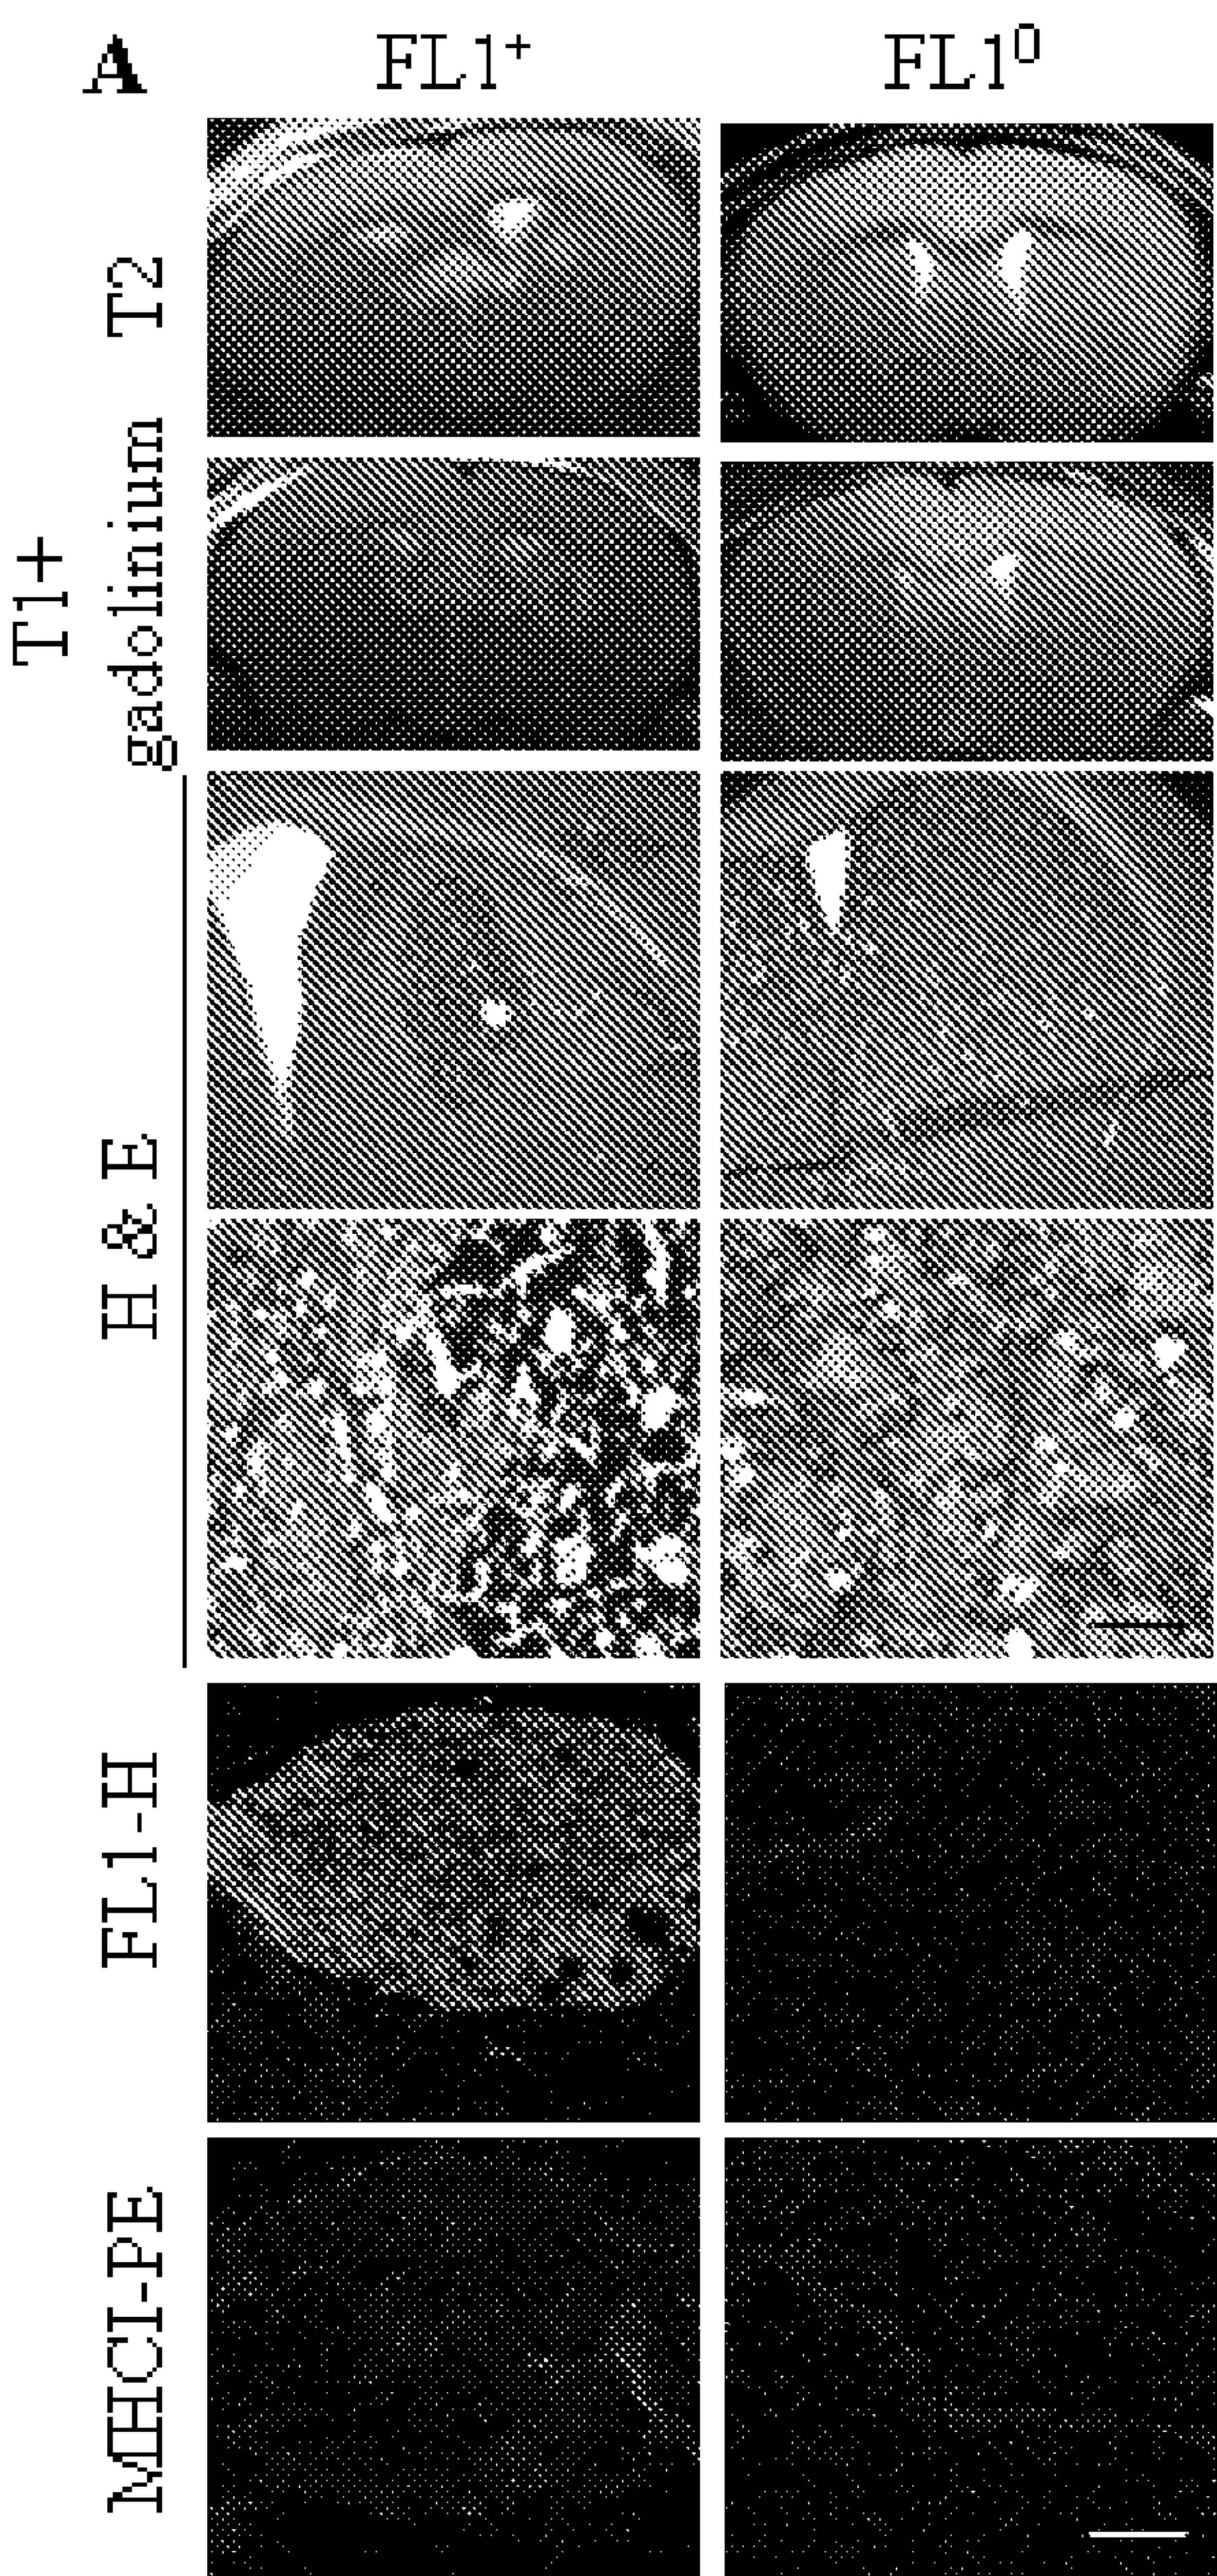 A
FL1⁺ FL1⁰
T2
T1+
gadolinium
H & E
FL1-H
MHCI-PE